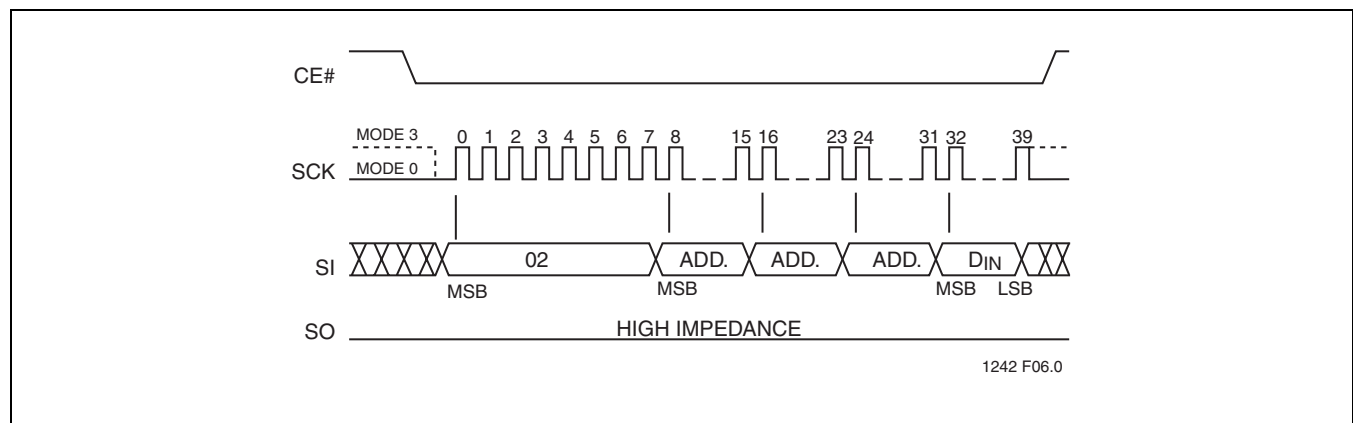 CE#
MODE 3
0 1 2 3 4 5 6 7 8 15 16 23 24 31 32 39
SCK MODE 0
SI 02 ADD. ADD. ADD. DIN
MSB MSB MSB LSB
SO HIGH IMPEDANCE
1242 F06.0